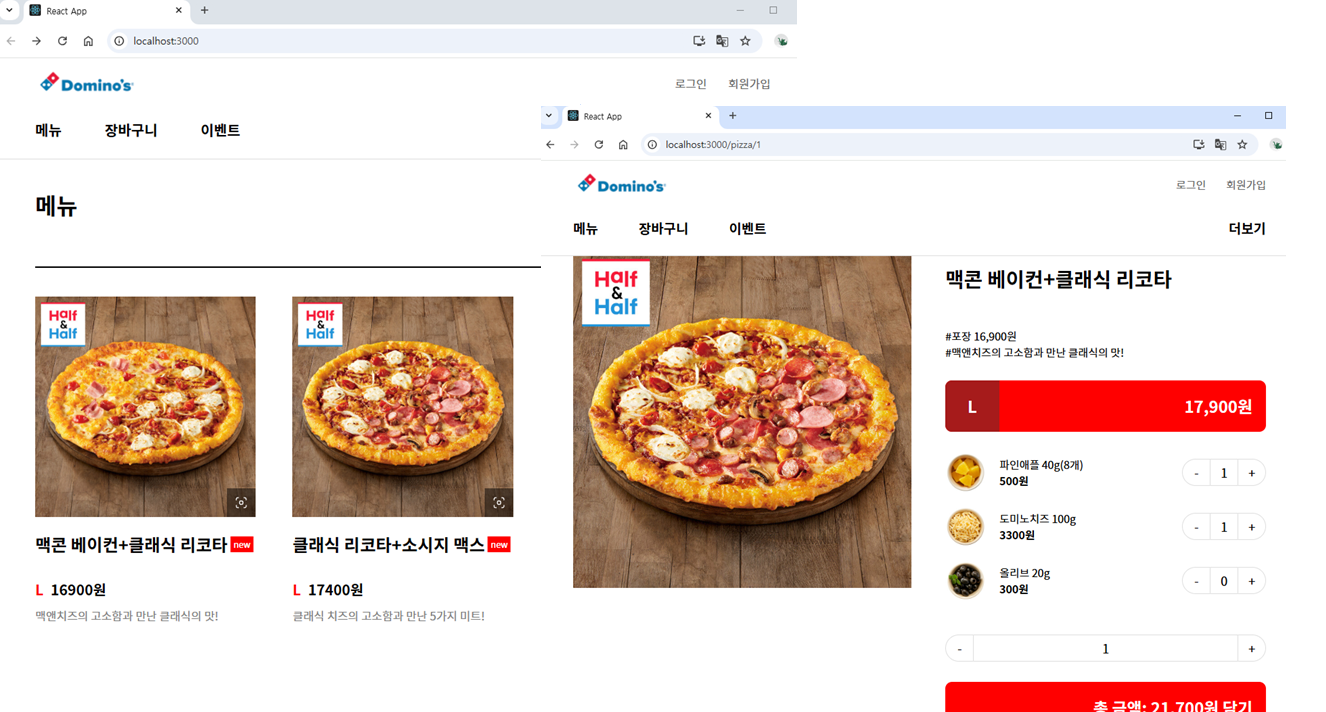 React App
localhost:3000
Domino's
로그인 회원가입
메뉴 장바구니 이벤트
메뉴
Half
&
Half
Half
&
Half
맥콘 베이컨+클래식 리코타 new
클래식 리코타+소시지 맥스 new
L 16900원
L 17400원
맥앤치즈의 고소함과 만난 클래식의 맛!
클래식 치즈의 고소함과 만난 5가지 미트!
React App
localhost:3000/pizza/1
Domino's
로그인 회원가입
메뉴 장바구니 이벤트 더보기
Half
&
Half
맥콘 베이컨+클래식 리코타
#포장 16,900원
#맥앤치즈의 고소함과 만난 클래식의 맛!
L 17,900원
파인애플 40g(8개)
500원
- 1 +
도미노치즈 100g
3300원
- 1 +
올리브 20g
300원
- 0 +
- 1 +
총 금액: 21,700원 담기